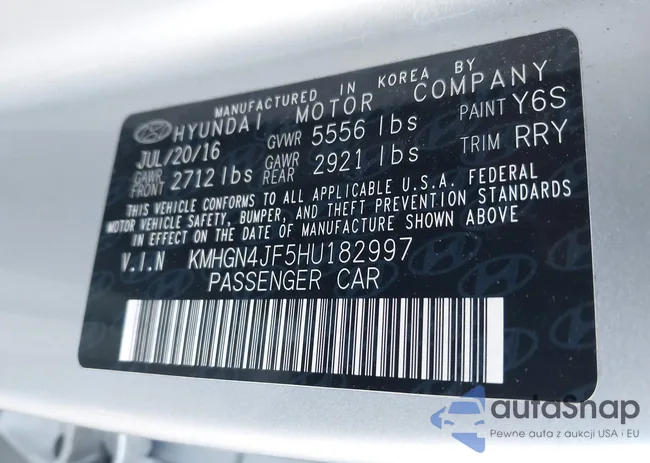 MANUFACTURED IN KOREA BY
HYUNDAI MOTOR COMPANY
JUL/20/16 GVWR 5556 lbs PAINT Y6S
GAWR FRONT 2712 lbs GAWR REAR 2921 lbs TRIM RRY
THIS VEHICLE CONFORMS TO ALL APPLICABLE U.S.A. FEDERAL
MOTOR VEHICLE SAFETY, BUMPER, AND THEFT PREVENTION STANDARDS
IN EFFECT ON THE DATE OF MANUFACTURE SHOWN ABOVE
V.I.N KMHGN4JF5HU182997
PASSENGER CAR
autaSnap
Pewne auta z aukcji USA i EU